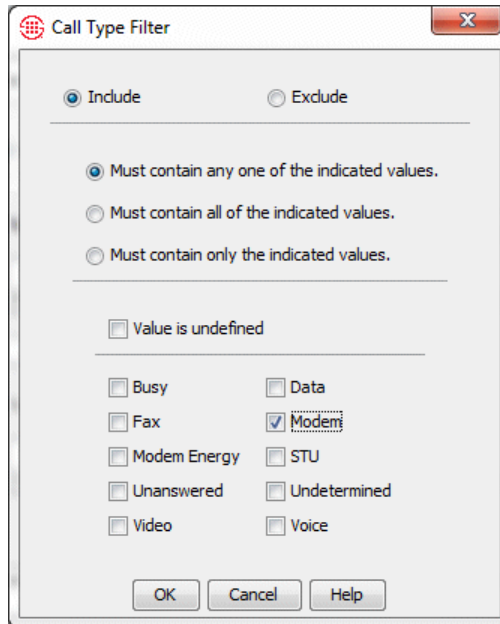 Call Type Filter
Include Exclude
Must contain any one of the indicated values.
Must contain all of the indicated values.
Must contain only the indicated values.
Value is undefined
Busy Data
Fax Modem
Modem Energy STU
Unanswered Undetermined
Video Voice
OK Cancel Help